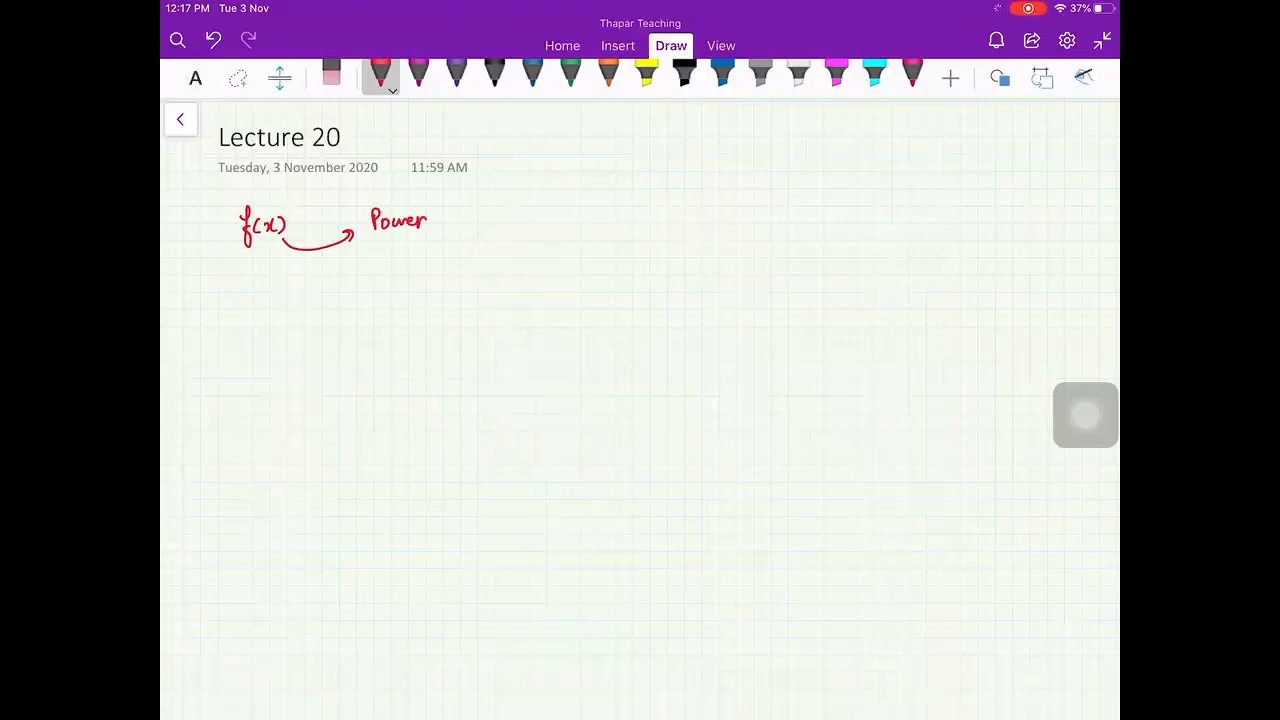 12:17 PM Tue 3 Nov 37%
Thapar Teaching
Home Insert Draw View
A
Lecture 20
Tuesday, 3 November 2020 11:59 AM
f(x) Power